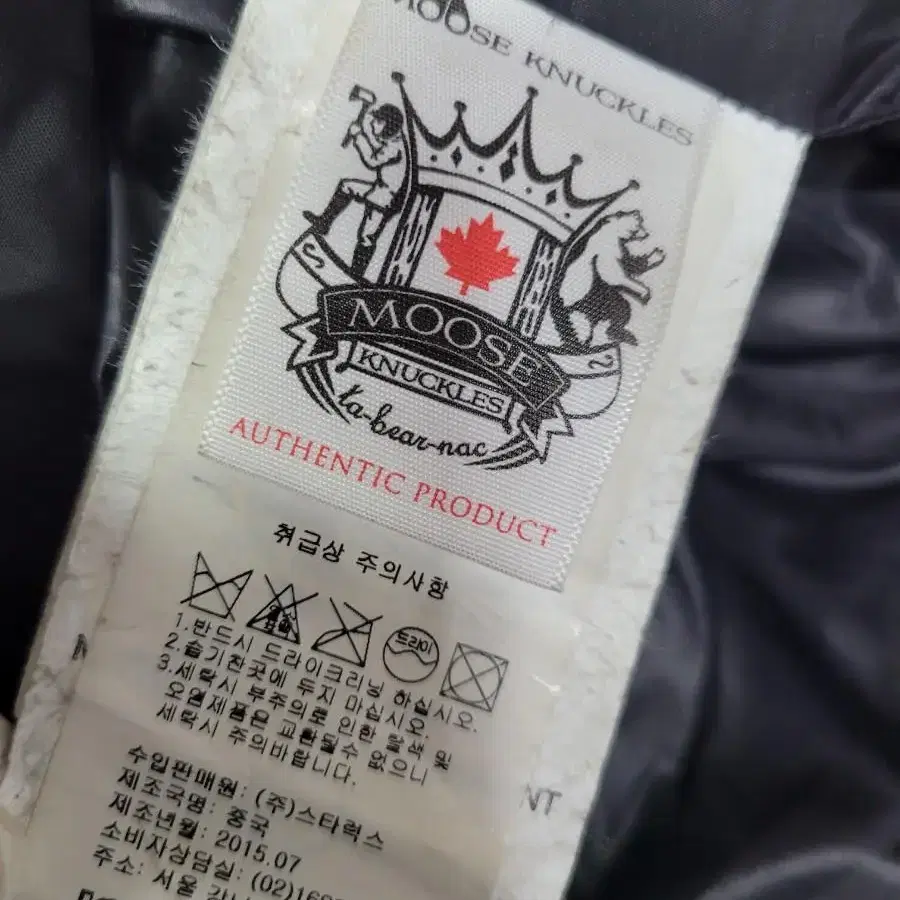 MOOSE KNUCKLES
MOOSE
KNUCKLES
ta-bear-nac
AUTHENTIC PRODUCT
취급상 주의사항
드라이
1.반드시 드라이크리닝 하십시오.
2.습기찬곳에 두지 마십시오.
3.세탁시 부주의로 인한 탈색 및
오염제품은 교환될수 없으니
세탁시 주의바랍니다.
수입판매원: (주)스타럭스
제조국명: 중국
제조년월: 2015.07
소비자상담실: (02)16
주소: 서울
NT